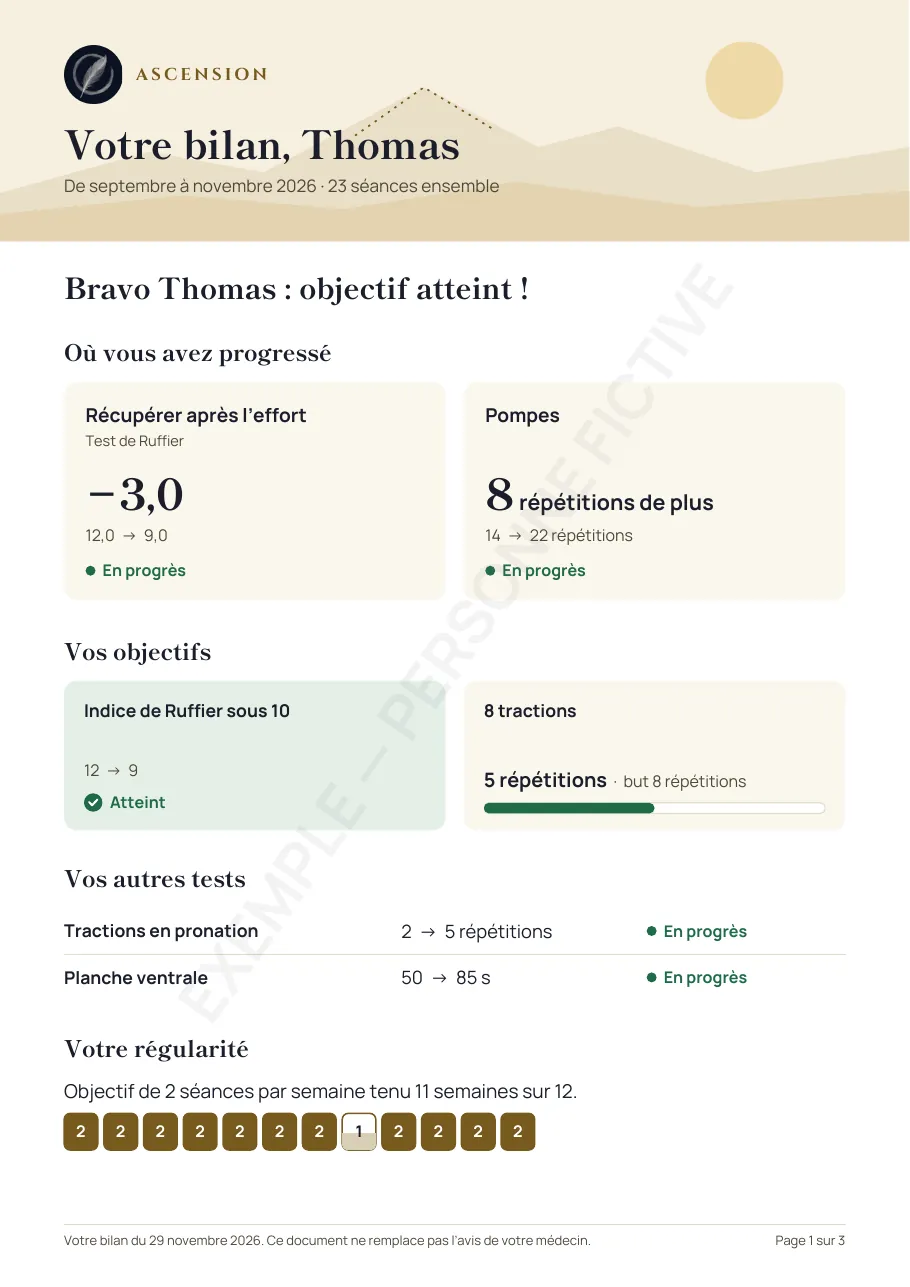 ASCENSION
Votre bilan, Thomas
De septembre à novembre 2026 · 23 séances ensemble
Bravo Thomas : objectif atteint !
Où vous avez progressé
Récupérer après l'effort
Test de Ruffier
−3,0
12,0 → 9,0
En progrès
Pompes
8 répétitions de plus
14 → 22 répétitions
En progrès
Vos objectifs
Indice de Ruffier sous 10
12 → 9
Atteint
8 tractions
5 répétitions · but 8 répétitions
Vos autres tests
Tractions en pronation 2 → 5 répétitions En progrès
Planche ventrale 50 → 85 s En progrès
Votre régularité
Objectif de 2 séances par semaine tenu 11 semaines sur 12.
2 2 2 2 2 2 2 1 2 2 2 2
Votre bilan du 29 novembre 2026. Ce document ne remplace pas l'avis de votre médecin. Page 1 sur 3
EXEMPLE — PERSONNE FICTIVE